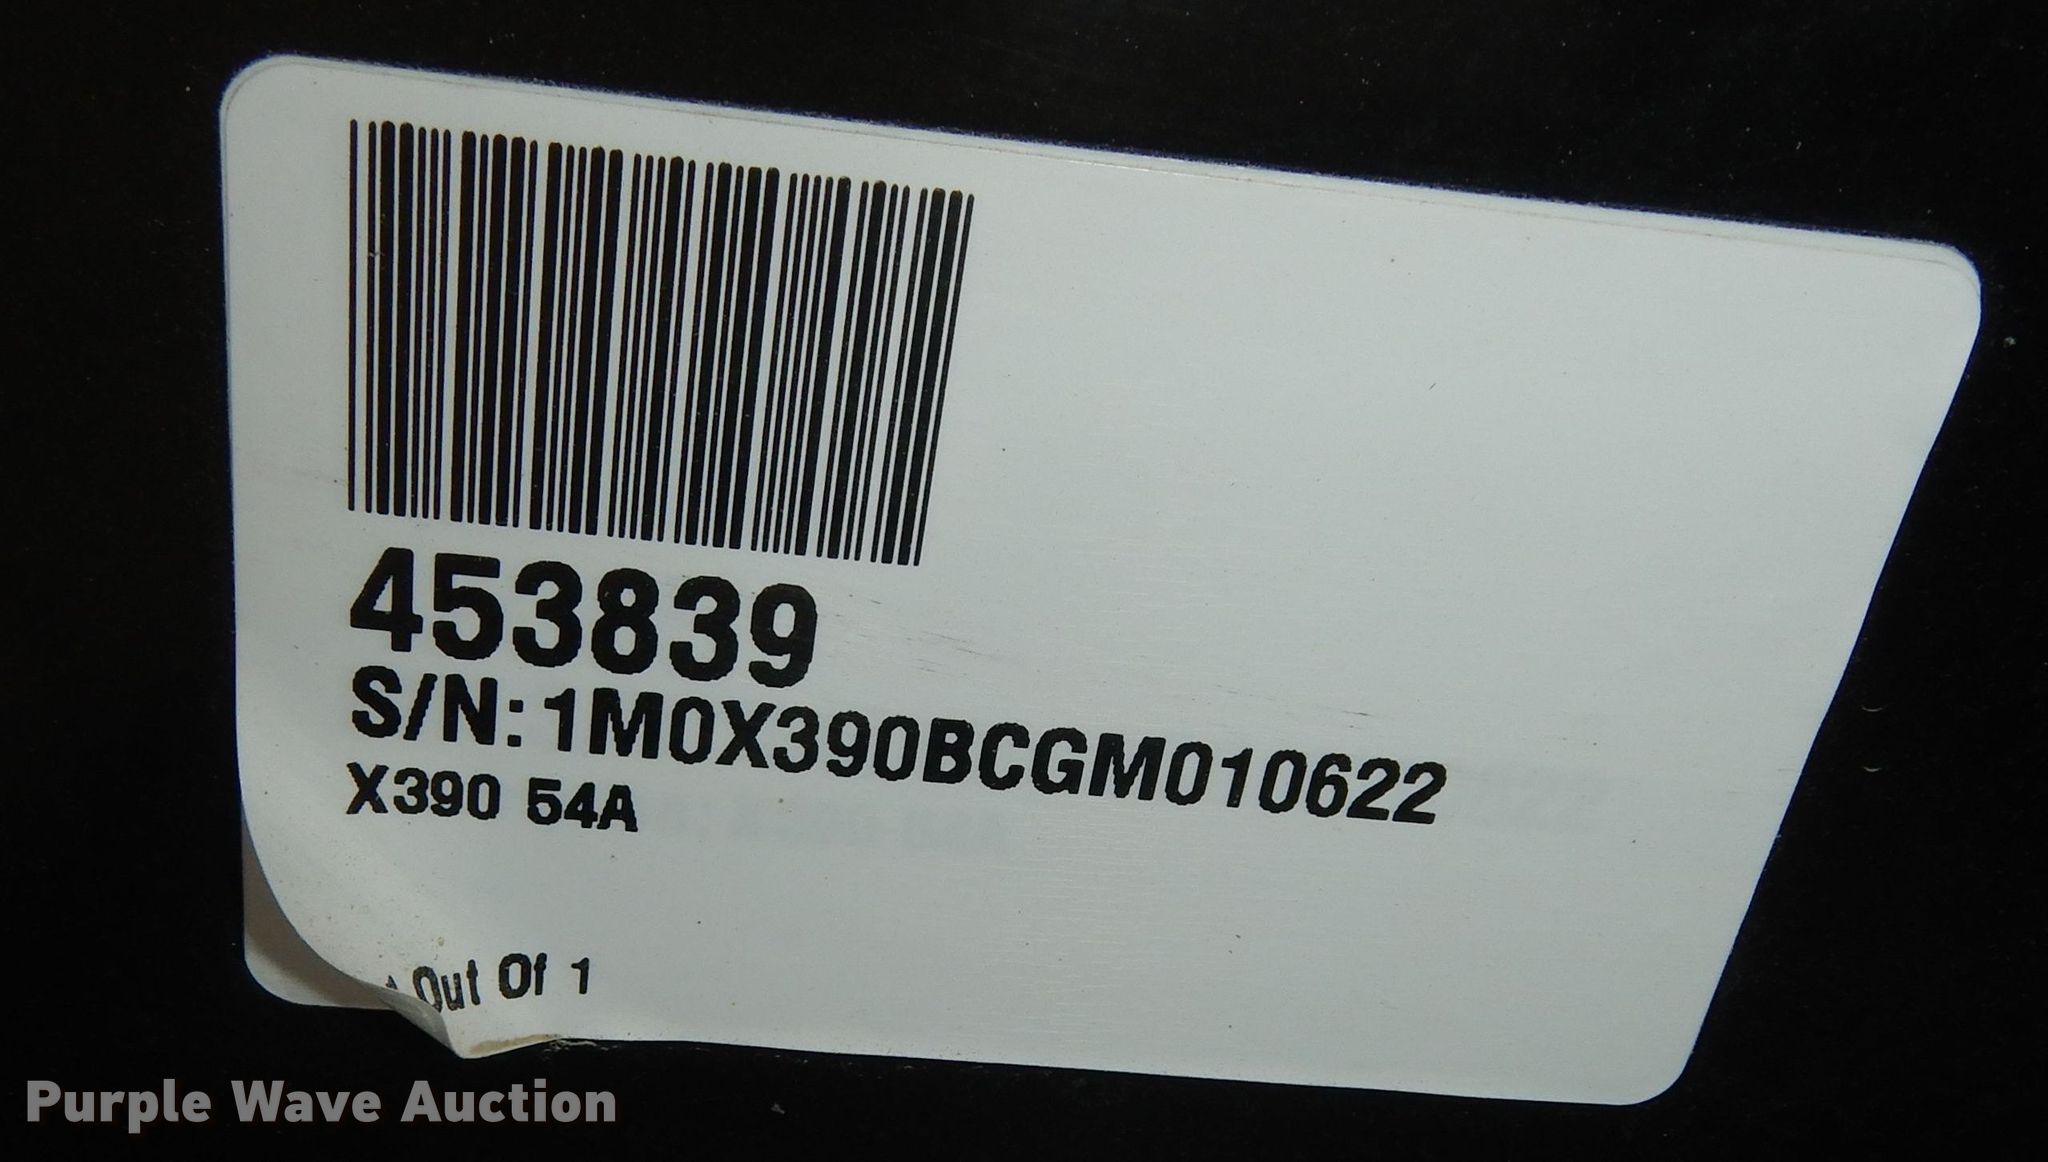 453839
S/N: 1M0X390BCGM010622
X390 54A
Out Of 1
Purple Wave Auction